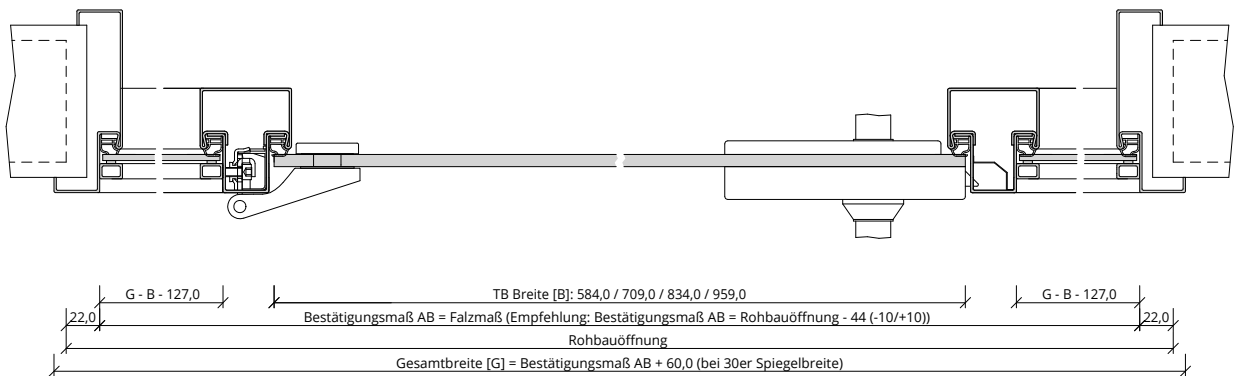 G - B - 127,0
TB Breite [B]: 584,0 / 709,0 / 834,0 / 959,0
G - B - 127,0
22,0
Bestätigungsmaß AB = Falzmaß (Empfehlung: Bestätigungsmaß AB = Rohbauöffnung - 44 (-10/+10))
22,0
Rohbauöffnung
Gesamtbreite [G] = Bestätigungsmaß AB + 60,0 (bei 30er Spiegelbreite)